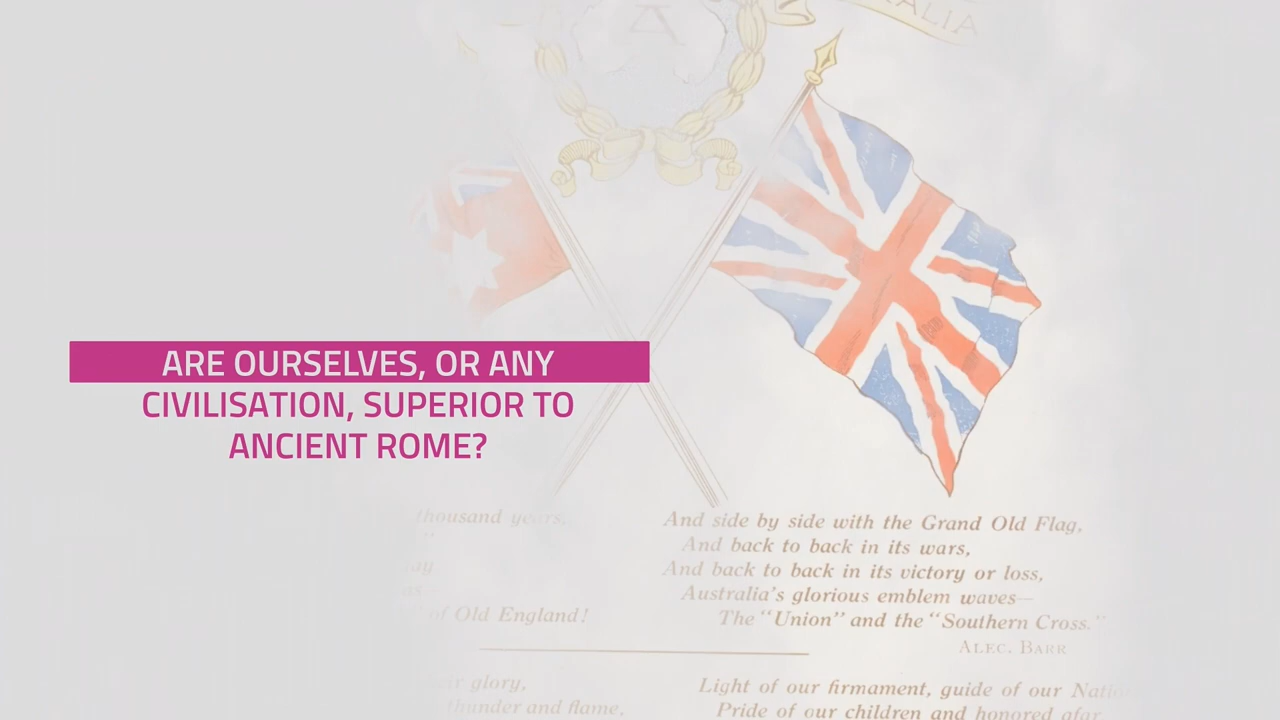 RALIA
ARE OURSELVES, OR ANY
CIVILISATION, SUPERIOR TO
ANCIENT ROME?
thousand years,
of Old England!
And side by side with the Grand Old Flag,
And back to back in its wars,
And back to back in its victory or loss,
Australia's glorious emblem waves—
The "Union" and the "Southern Cross."
ALEC. BARR
glory,
thunder and flame.
Light of our firmament, guide of our
Pride of our children and honored afar